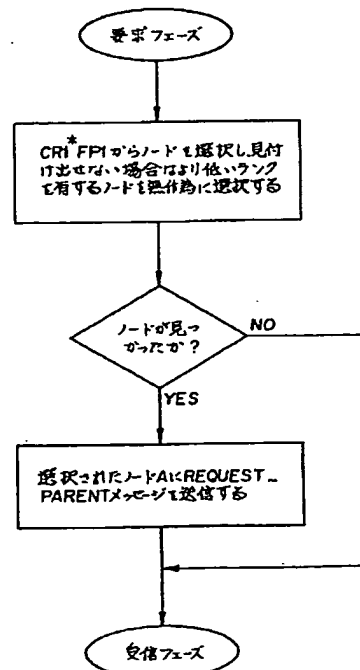 要求フェーズ
CR1*FP1からノードを選択し見付
け出せない場合はより低いランク
を有するノードを無作為に選択する
ノードが見つ
かったか?
NO
YES
選択されたノードAにREQUEST_
PARENTメッセージを送信する
受信フェーズ